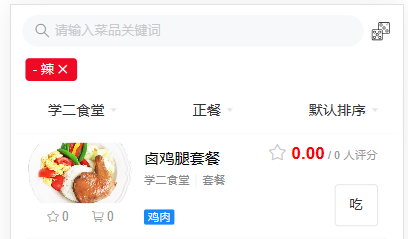 请输入菜品关键词
- 辣 ×
学二食堂 正餐 默认排序
卤鸡腿套餐 0.00 / 0 人评分
学二食堂 | 套餐
吃
0 0 鸡肉